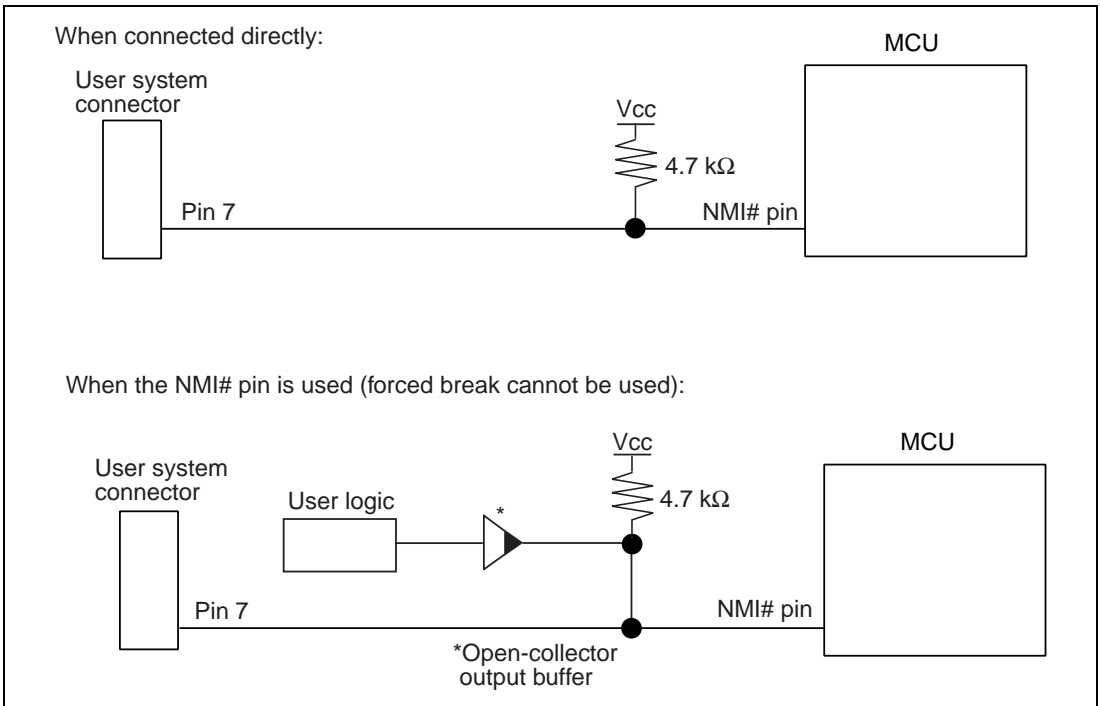 When connected directly:
MCU
User system
connector
Vcc
4.7 kΩ
Pin 7
NMI# pin
When the NMI# pin is used (forced break cannot be used):
Vcc
MCU
User system
connector
User logic
*
4.7 kΩ
Pin 7
NMI# pin
*Open-collector
output buffer